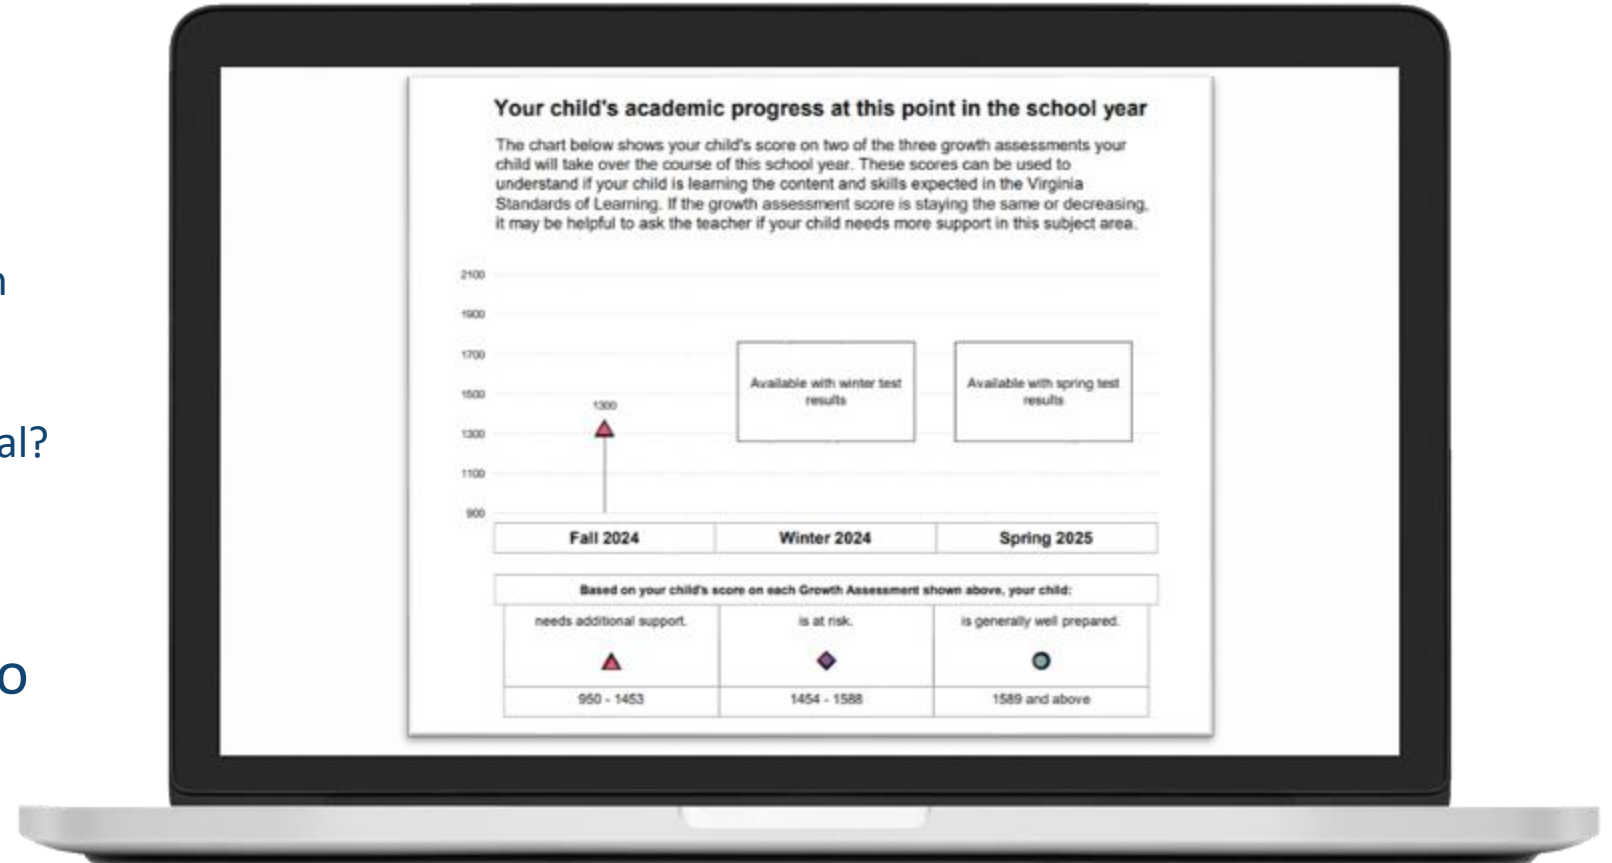 n
al?
o
Your child's academic progress at this point in the school year
The chart below shows your child's score on two of the three growth assessments your
child will take over the course of this school year. These scores can be used to
understand if your child is learning the content and skills expected in the Virginia
Standards of Learning. If the growth assessment score is staying the same or decreasing,
it may be helpful to ask the teacher if your child needs more support in this subject area.
2100
1900
1700
1500
1300
1100
900
1300
Available with winter test
results
Available with spring test
results
Fall 2024
Winter 2024
Spring 2025
Based on your child's score on each Growth Assessment shown above, your child:
needs additional support.
is at risk.
is generally well prepared.
950 - 1453
1454 - 1588
1589 and above